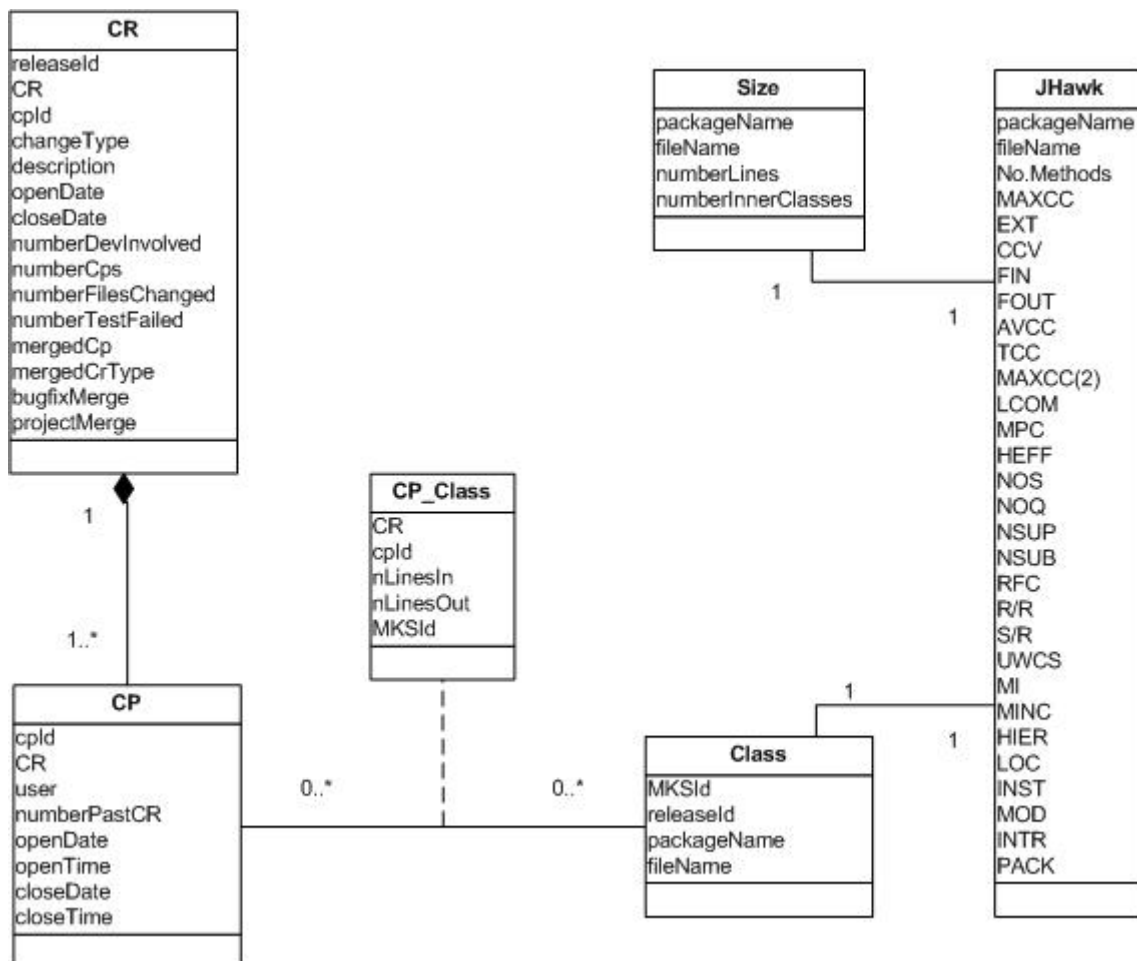 CR
releaseId
CR
cpId
changeType
description
openDate
closeDate
numberDevInvolved
numberCps
numberFilesChanged
numberTestFailed
mergedCp
mergedCrType
bugfixMerge
projectMerge
1
1..*
CP
cpId
CR
user
numberPastCR
openDate
openTime
closeDate
closeTime
CP_Class
CR
cpId
nLinesIn
nLinesOut
MKSId
0..*
0..*
Size
packageName
fileName
numberLines
numberInnerClasses
1
1
Class
MKSId
releaseId
packageName
fileName
1
1
JHawk
packageName
fileName
No.Methods
MAXCC
EXT
CCV
FIN
FOUT
AVCC
TCC
MAXCC(2)
LCOM
MPC
HEFF
NOS
NOQ
NSUP
NSUB
RFC
R/R
S/R
UWCS
MI
MINC
HIER
LOC
INST
MOD
INTR
PACK